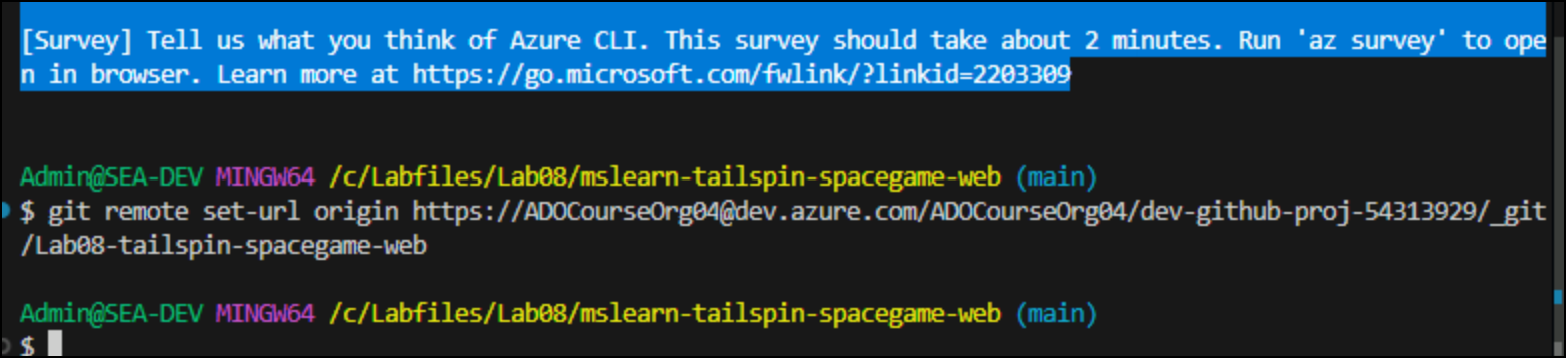 [Survey] Tell us what you think of Azure CLI. This survey should take about 2 minutes. Run 'az survey' to ope
n in browser. Learn more at https://go.microsoft.com/fwlink/?linkid=2203309
Admin@SEA-DEV MINGW64 /c/Labfiles/Lab08/mslearn-tailspin-spacegame-web (main)
$ git remote set-url origin https://ADOCourseOrg04@dev.azure.com/ADOCourseOrg04/dev-github-proj-54313929/_git
/Lab08-tailspin-spacegame-web
Admin@SEA-DEV MINGW64 /c/Labfiles/Lab08/mslearn-tailspin-spacegame-web (main)
$